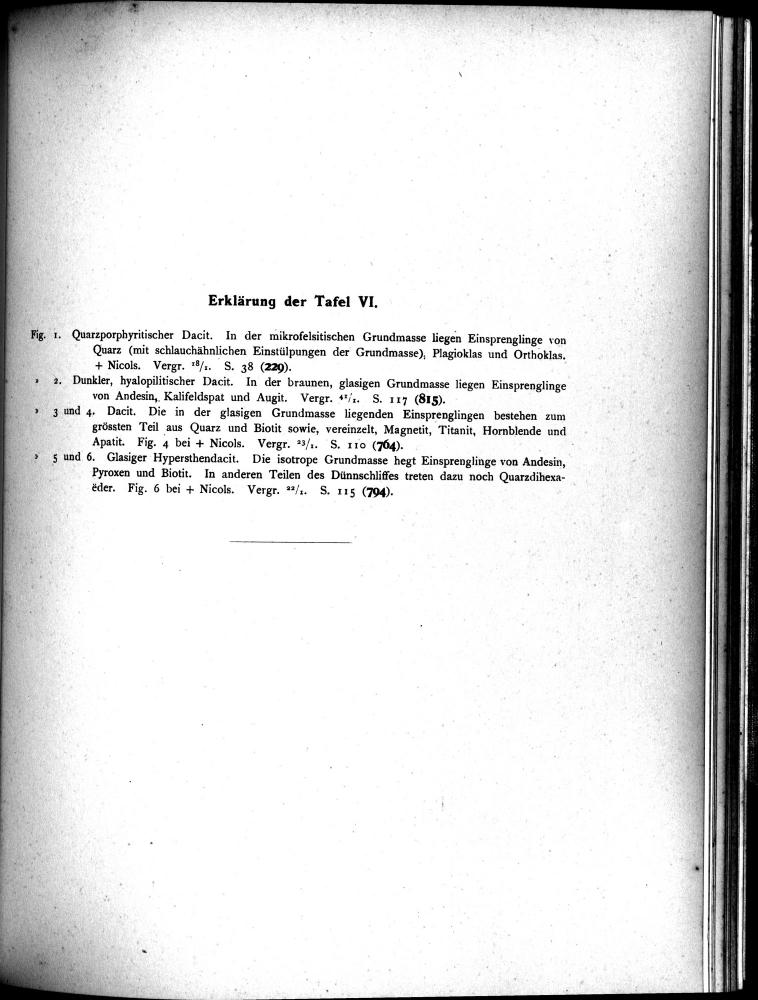 Erklärung der Tafel VI.
Fig. 1. Quarzporphyritischer Dacit. In der mikrofelsitischen Grundmasse liegen Einsprenglinge von
Quarz (mit schlauchähnlichen Einstülpungen der Grundmasse), Plagioklas und Orthoklas.
+ Nicols. Vergr. ¹⁸/₁. S. 38 (229).
» 2. Dunkler, hyalopilitischer Dacit. In der braunen, glasigen Grundmasse liegen Einsprenglinge
von Andesin, Kalifeldspat und Augit. Vergr. ⁴¹/₁. S. 117 (815).
» 3 und 4. Dacit. Die in der glasigen Grundmasse liegenden Einsprenglingen bestehen zum
grössten Teil aus Quarz und Biotit sowie, vereinzelt, Magnetit, Titanit, Hornblende und
Apatit. Fig. 4 bei + Nicols. Vergr. ²³/₁. S. 110 (764).
» 5 und 6. Glasiger Hypersthendacit. Die isotrope Grundmasse hegt Einsprenglinge von Andesin,
Pyroxen und Biotit. In anderen Teilen des Dünnschliffes treten dazu noch Quarzdihexa-
ëder. Fig. 6 bei + Nicols. Vergr. ²²/₁. S. 115 (794).